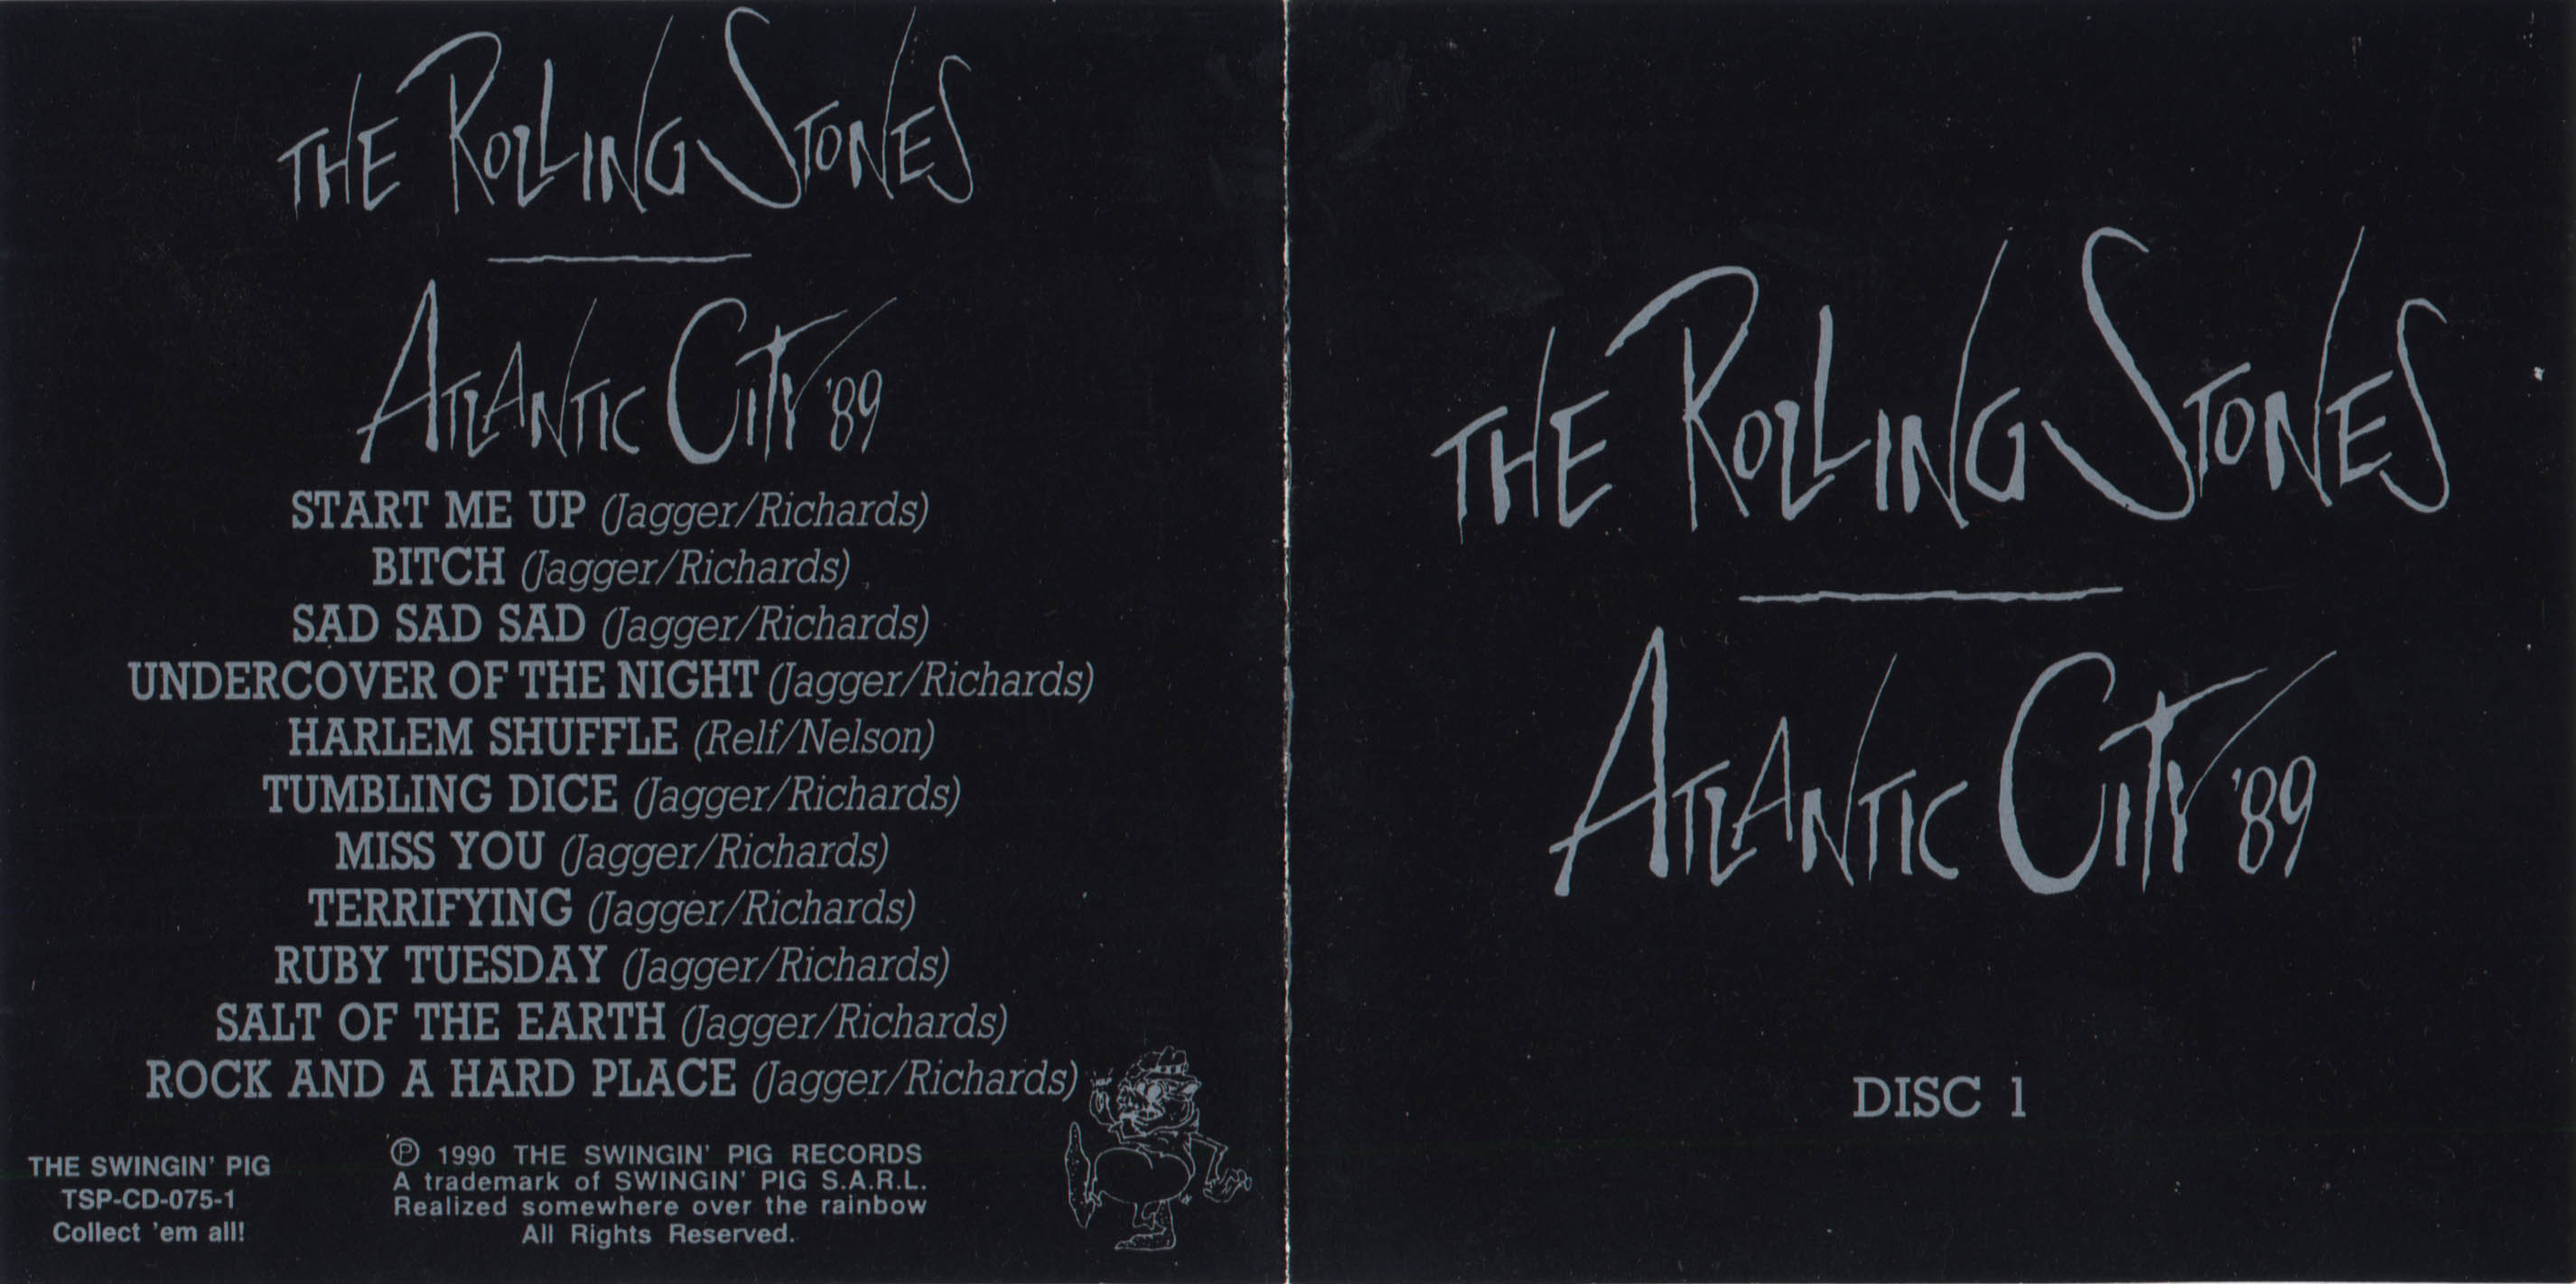 THE ROLLING STONES
ATLANTIC CITY '89
START ME UP (Jagger/Richards)
BITCH (Jagger/Richards)
SAD SAD SAD (Jagger/Richards)
UNDERCOVER OF THE NIGHT (Jagger/Richards)
HARLEM SHUFFLE (Relf/Nelson)
TUMBLING DICE (Jagger/Richards)
MISS YOU (Jagger/Richards)
TERRIFYING (Jagger/Richards)
RUBY TUESDAY (Jagger/Richards)
SALT OF THE EARTH (Jagger/Richards)
ROCK AND A HARD PLACE (Jagger/Richards)
THE SWINGIN' PIG
TSP-CD-075-1
Collect 'em all!
℗ 1990 THE SWINGIN' PIG RECORDS
A trademark of SWINGIN' PIG S.A.R.L.
Realized somewhere over the rainbow
All Rights Reserved.
THE ROLLING STONES
ATLANTIC CITY '89
DISC 1